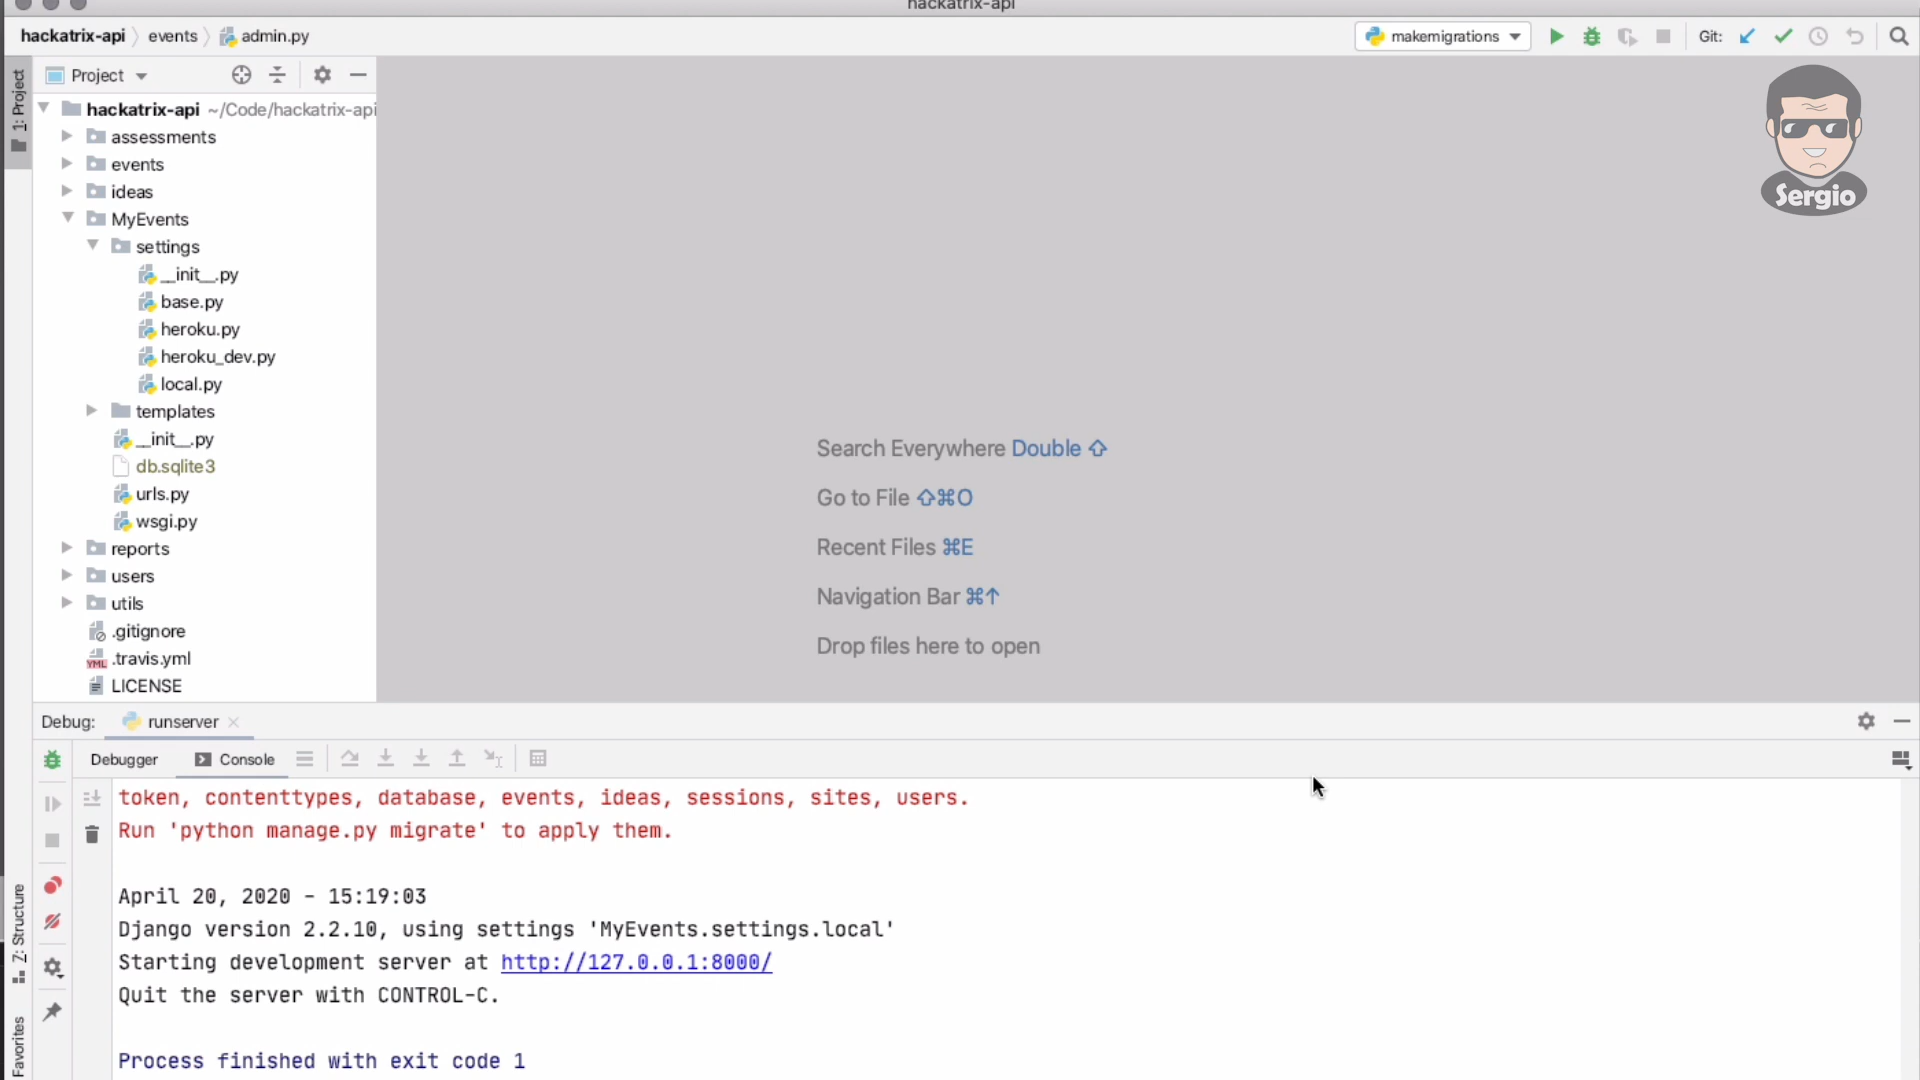 hackatrix-api
hackatrix-api events admin.py
makemigrations
Git:
1: Project
Project
Sergio
hackatrix-api ~/Code/hackatrix-api
assessments
events
ideas
MyEvents
settings
__init__.py
base.py
heroku.py
heroku_dev.py
local.py
templates
__init__.py
db.sqlite3
urls.py
wsgi.py
reports
users
utils
.gitignore
YML .travis.yml
LICENSE
Search Everywhere Double ⇧
Go to File ⇧⌘O
Recent Files ⌘E
Navigation Bar ⌘↑
Drop files here to open
Debug: runserver
Debugger Console
token, contenttypes, database, events, ideas, sessions, sites, users.
Run 'python manage.py migrate' to apply them.
April 20, 2020 - 15:19:03
Django version 2.2.10, using settings 'MyEvents.settings.local'
Starting development server at http://127.0.0.1:8000/
Quit the server with CONTROL-C.
Process finished with exit code 1
Z: Structure
Favorites